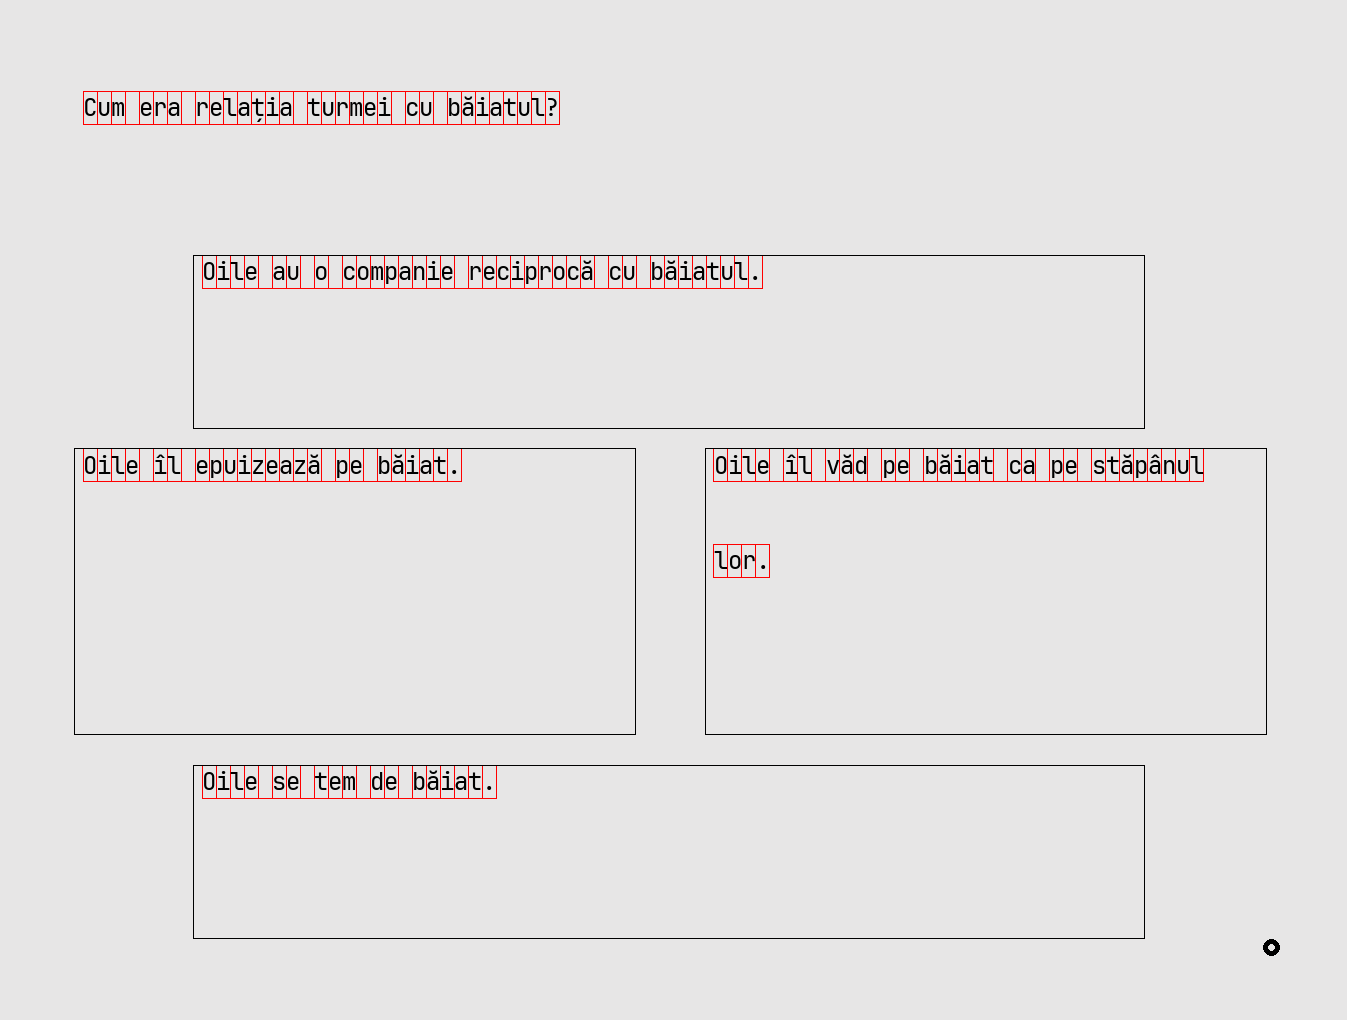 Cum era relația turmei cu băiatul?
Oile au o companie reciprocă cu băiatul.
Oile îl epuizează pe băiat.
Oile îl văd pe băiat ca pe stăpânul
lor.
Oile se tem de băiat.